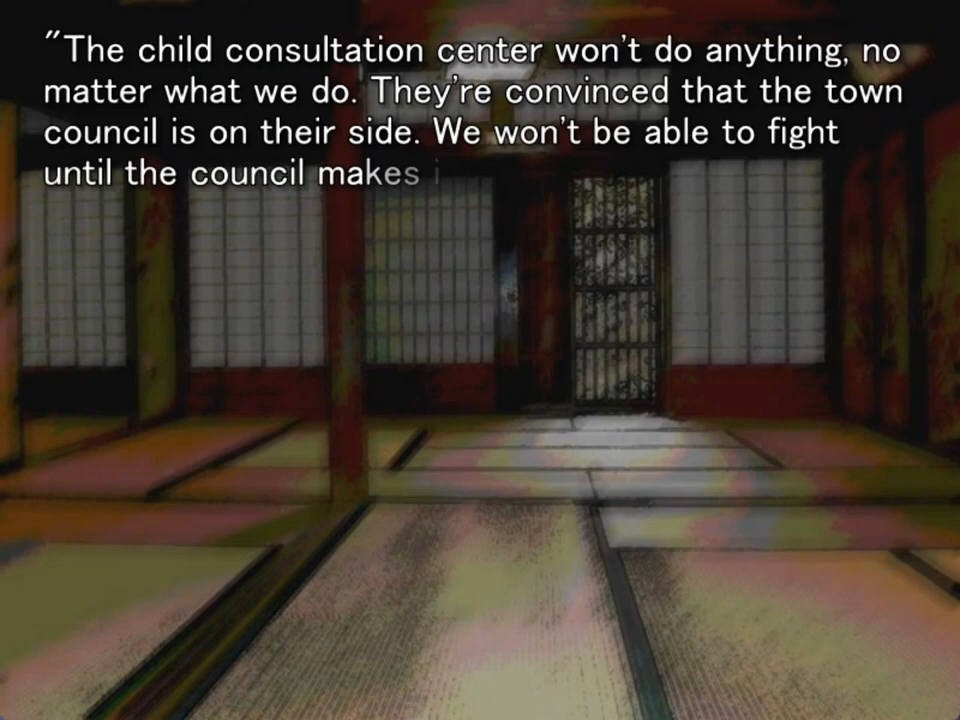 "The child consultation center won't do anything, no
matter what we do. They're convinced that the town
council is on their side. We won't be able to fight
until the council makes i